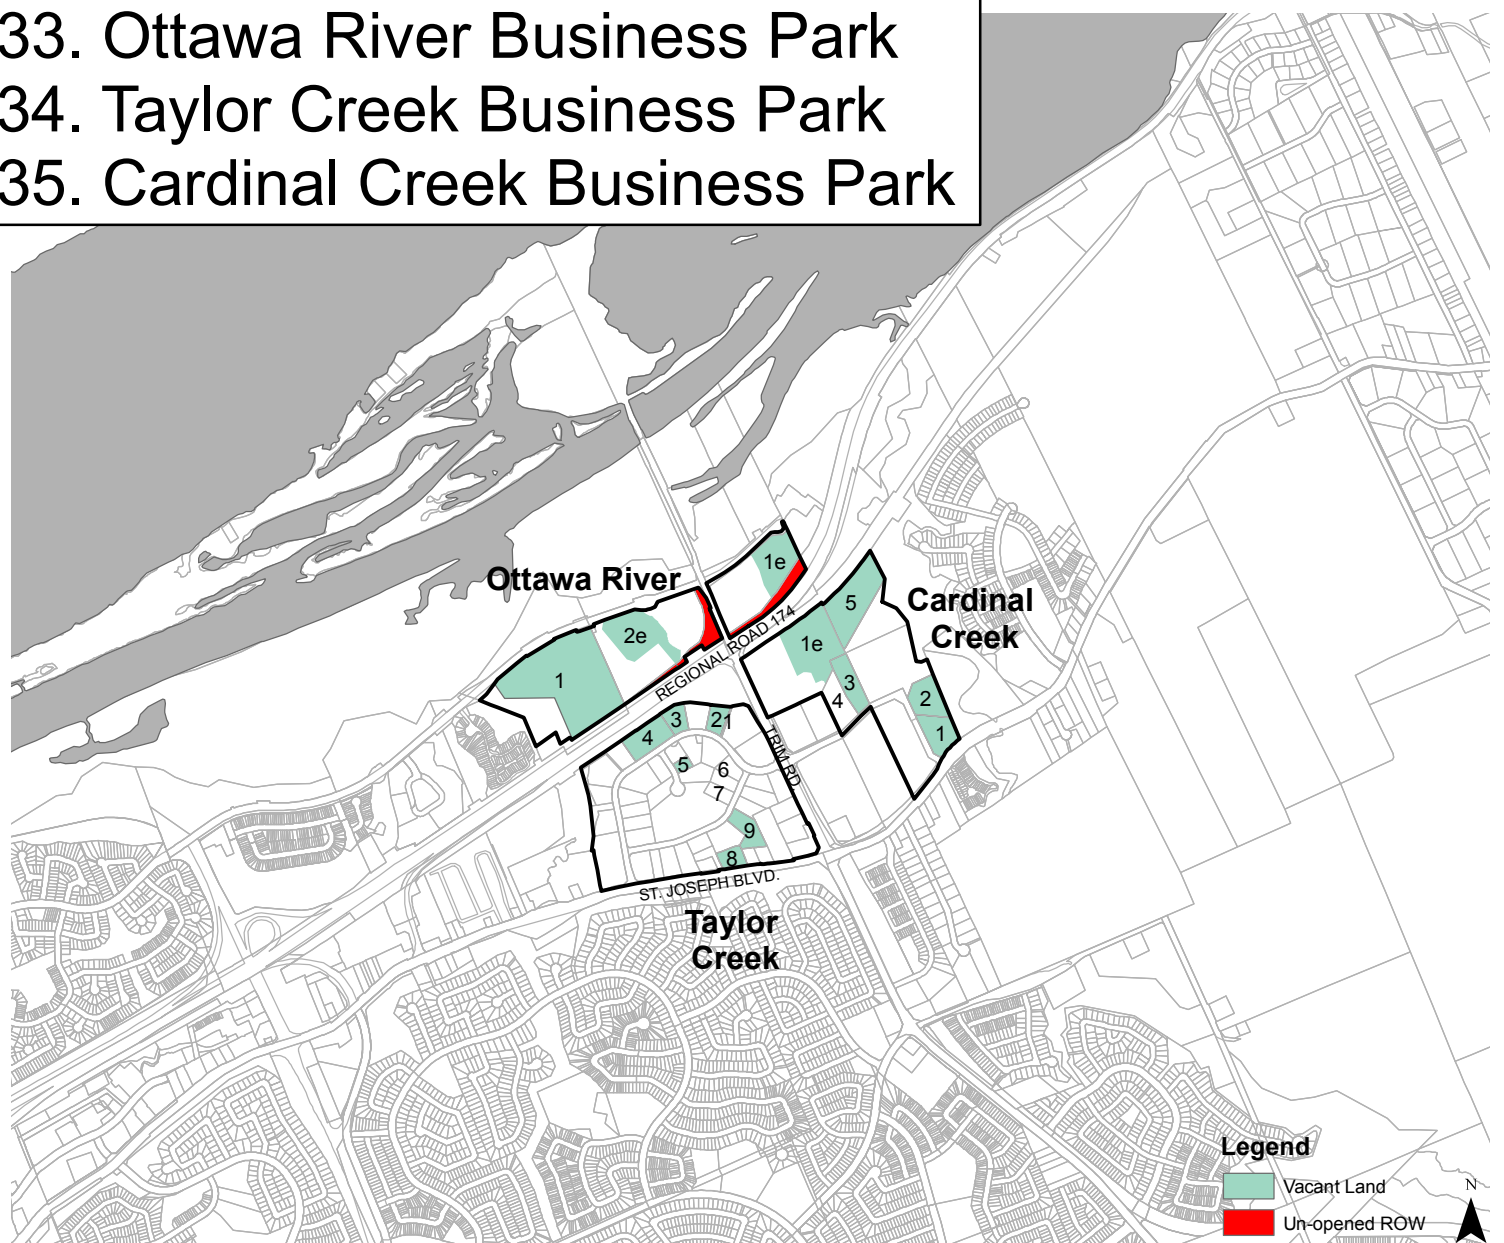 33. Ottawa River Business Park
34. Taylor Creek Business Park
35. Cardinal Creek Business Park
Ottawa River
1e
2e
1
REGIONAL ROAD 174
Cardinal
Creek
5
1e
3
4
2
1
TRIM RD.
3
2
1
4
5
6
7
9
8
ST. JOSEPH BLVD.
Taylor
Creek
Legend
Vacant Land
Un-opened ROW
N